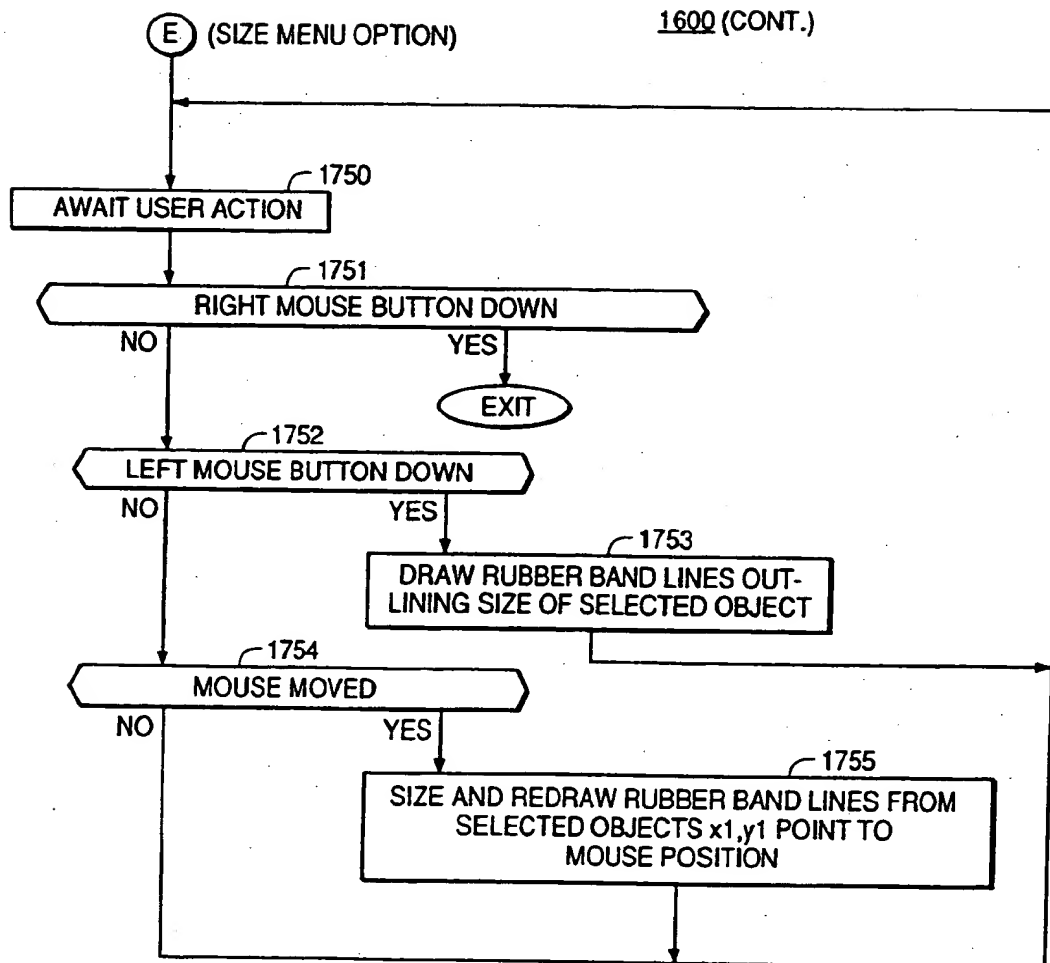 E (SIZE MENU OPTION)
1600 (CONT.)
1750
AWAIT USER ACTION
1751
RIGHT MOUSE BUTTON DOWN
NO
YES
EXIT
1752
LEFT MOUSE BUTTON DOWN
NO
YES
1753
DRAW RUBBER BAND LINES OUT-
LINING SIZE OF SELECTED OBJECT
1754
MOUSE MOVED
NO
YES
1755
SIZE AND REDRAW RUBBER BAND LINES FROM
SELECTED OBJECTS x1,y1 POINT TO
MOUSE POSITION